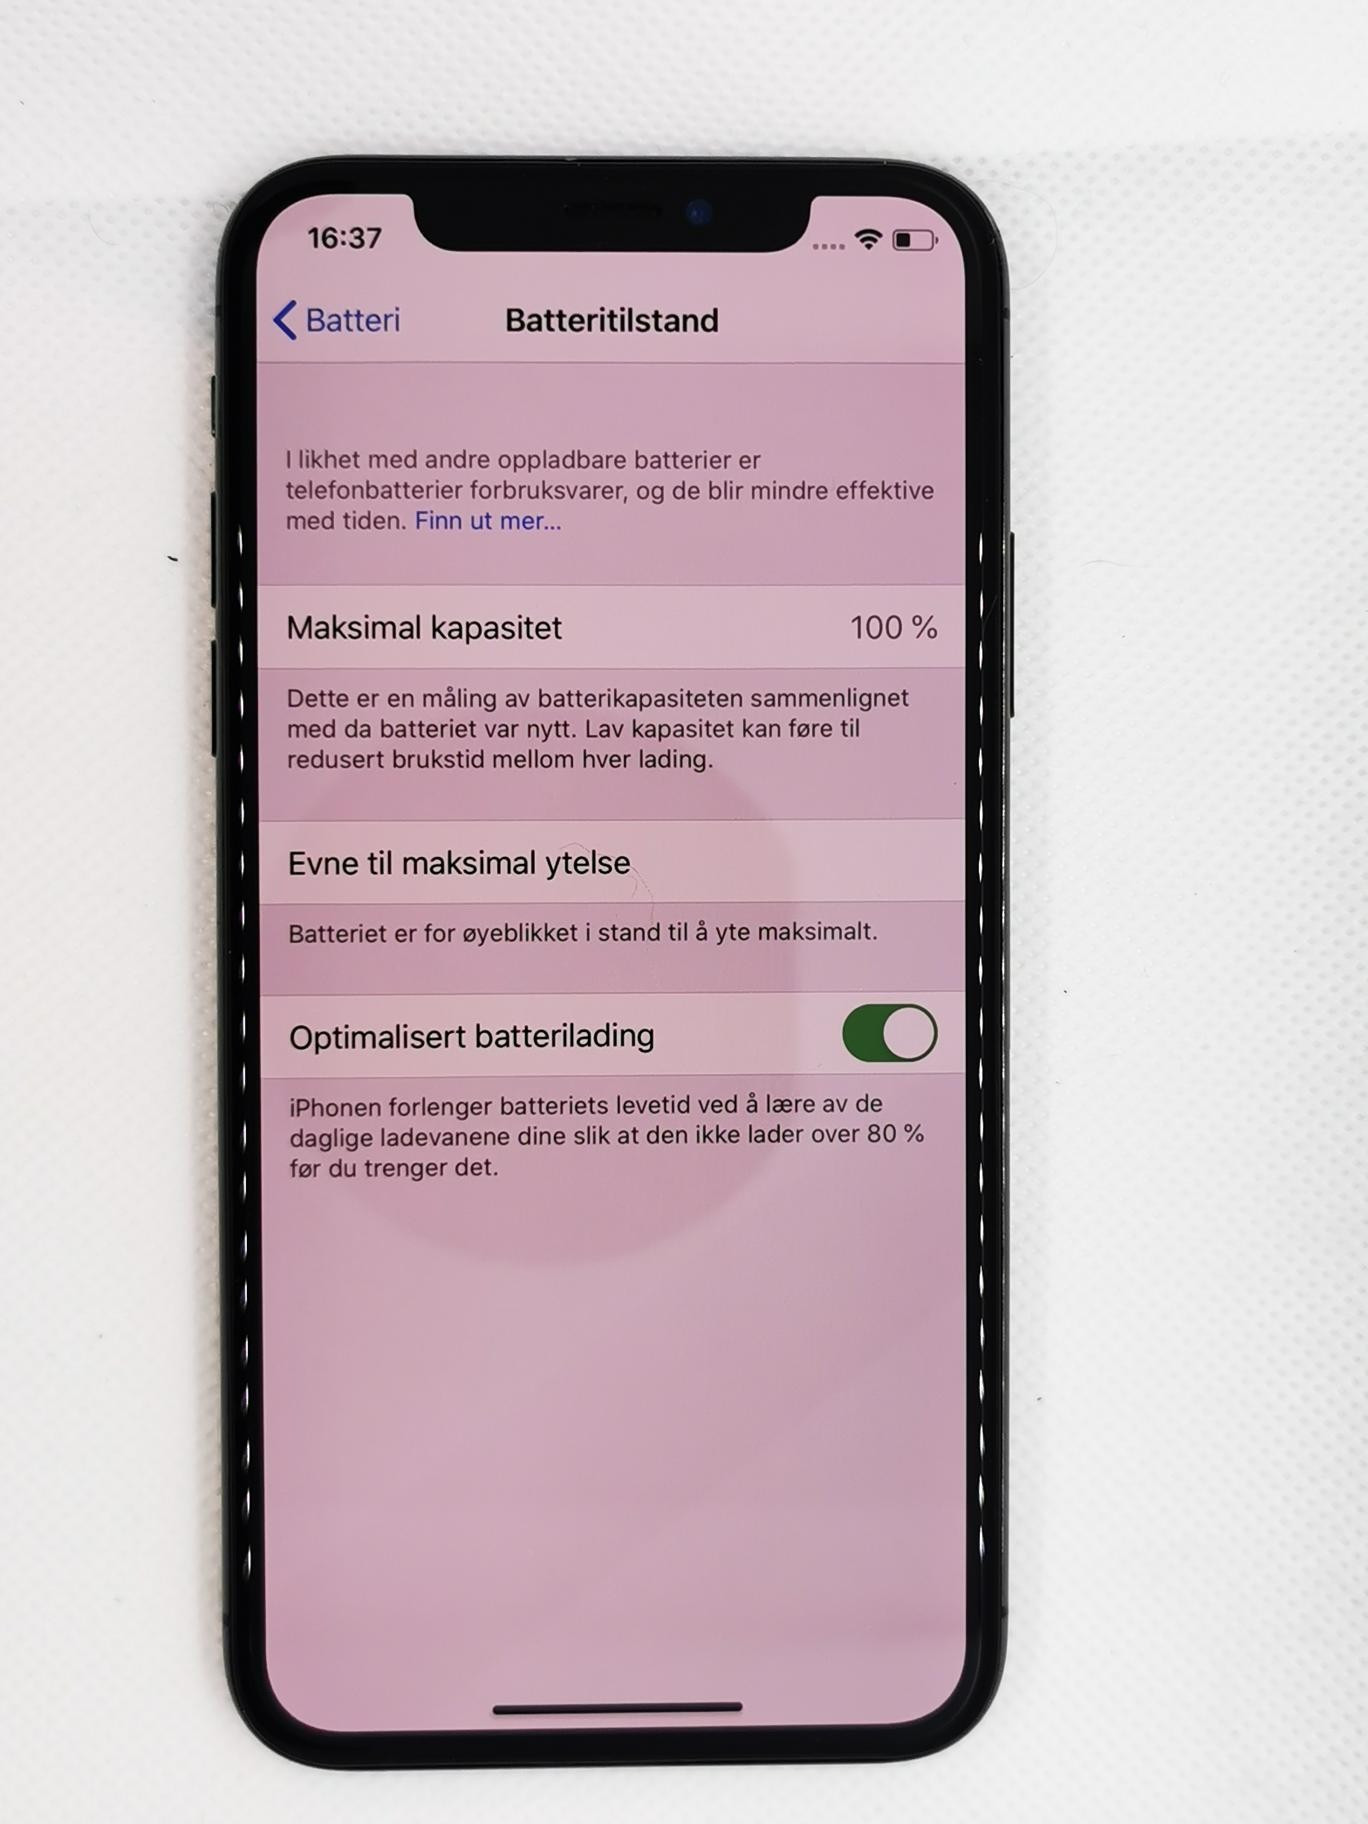 16:37
Batteri
Batteritilstand
I likhet med andre oppladbare batterier er
telefonbatterier forbruksvarer, og de blir mindre effektive
med tiden. Finn ut mer...
Maksimal kapasitet 100 %
Dette er en måling av batterikapasiteten sammenlignet
med da batteriet var nytt. Lav kapasitet kan føre til
redusert brukstid mellom hver lading.
Evne til maksimal ytelse
Batteriet er for øyeblikket i stand til å yte maksimalt.
Optimalisert batterilading
iPhonen forlenger batteriets levetid ved å lære av de
daglige ladevanene dine slik at den ikke lader over 80 %
før du trenger det.